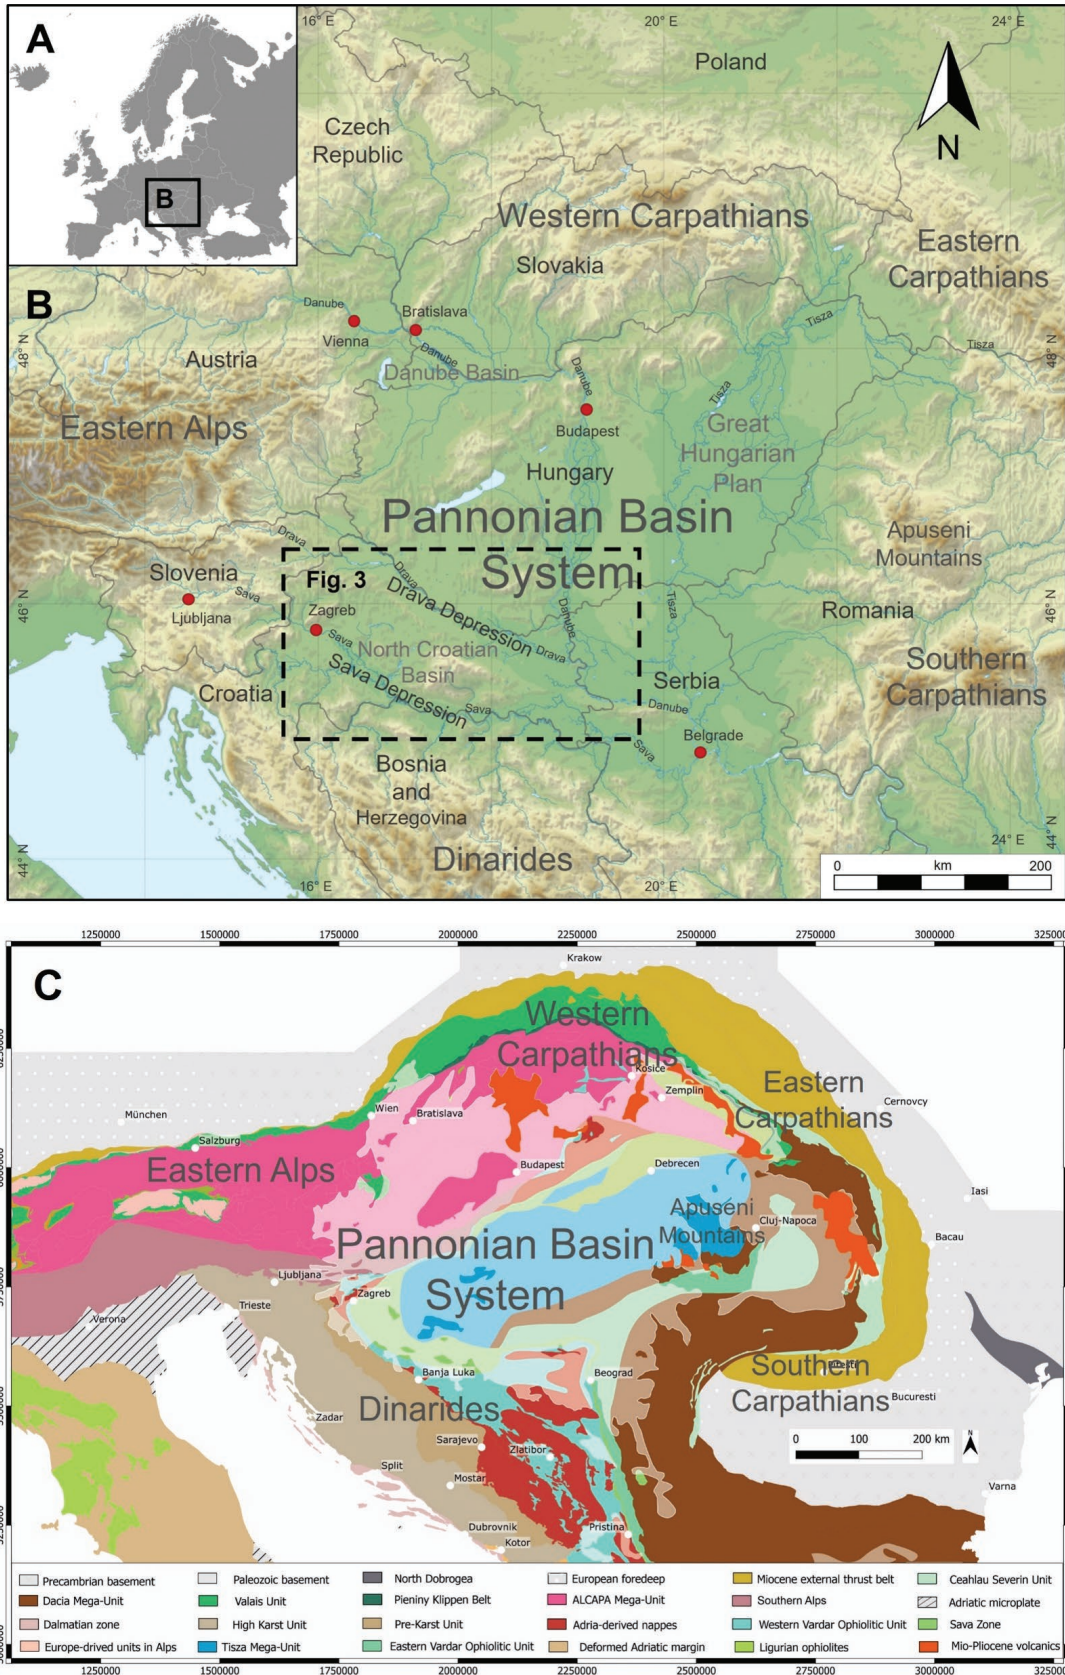 A
B
16° E
20° E
24° E
Poland
N
Czech
Republic
Western Carpathians
Slovakia
Eastern
Carpathians
B
Danube
Bratislava
Vienna
Danube
Danube Basin
Austria
Tisza
Tisza
48° N
48° N
Danube
Tisza
Budapest
Eastern Alps
Great
Hungarian
Plan
Hungary
Pannonian Basin
System
Apuseni
Mountains
Drava
Slovenia
Sava
Ljubljana
Fig. 3
Drava
Drava Depression
Zagreb
Sava
Danube
Tisza
Romania
46° N
46° N
North Croatian
Basin
Drava
Sava Depression
Sava
Croatia
Serbia
Danube
Southern
Carpathians
Sava
Belgrade
Bosnia
and
Herzegovina
Dinarides
44° N
44° N
16° E
20° E
24° E
0 km 200
1250000 1500000 1750000 2000000 2250000 2500000 2750000 3000000
C
Krakow
Western
Carpathians
Kosice
Zemplin
Eastern
Carpathians
Cernovcy
München
Wien
Bratislava
Salzburg
Eastern Alps
Budapest
Debrecen
Iasi
Apuseni
Mountains
Cluj-Napoca
Bacau
Pannonian Basin
System
Ljubljana
Zagreb
Trieste
Verona
Banja Luka
Beograd
Southern
Carpathians
Bucuresti
Dinarides
Zadar
Sarajevo
Zlatibor
0 100 200 km
N
Split
Mostar
Varna
Dubrovnik
Kotor
Pristina
Precambrian basement
Paleozoic basement
North Dobrogea
European foredeep
Miocene external thrust belt
Ceahlau Severin Unit
Dacia Mega-Unit
Valais Unit
Pieniny Klippen Belt
ALCAPA Mega-Unit
Southern Alps
Adriatic microplate
Dalmatian zone
High Karst Unit
Pre-Karst Unit
Adria-derived nappes
Western Vardar Ophiolitic Unit
Sava Zone
Europe-drived units in Alps
Tisza Mega-Unit
Eastern Vardar Ophiolitic Unit
Deformed Adriatic margin
Ligurian ophiolites
Mio-Pliocene volcanics
1250000 1500000 1750000 2000000 2250000 2500000 2750000 3000000